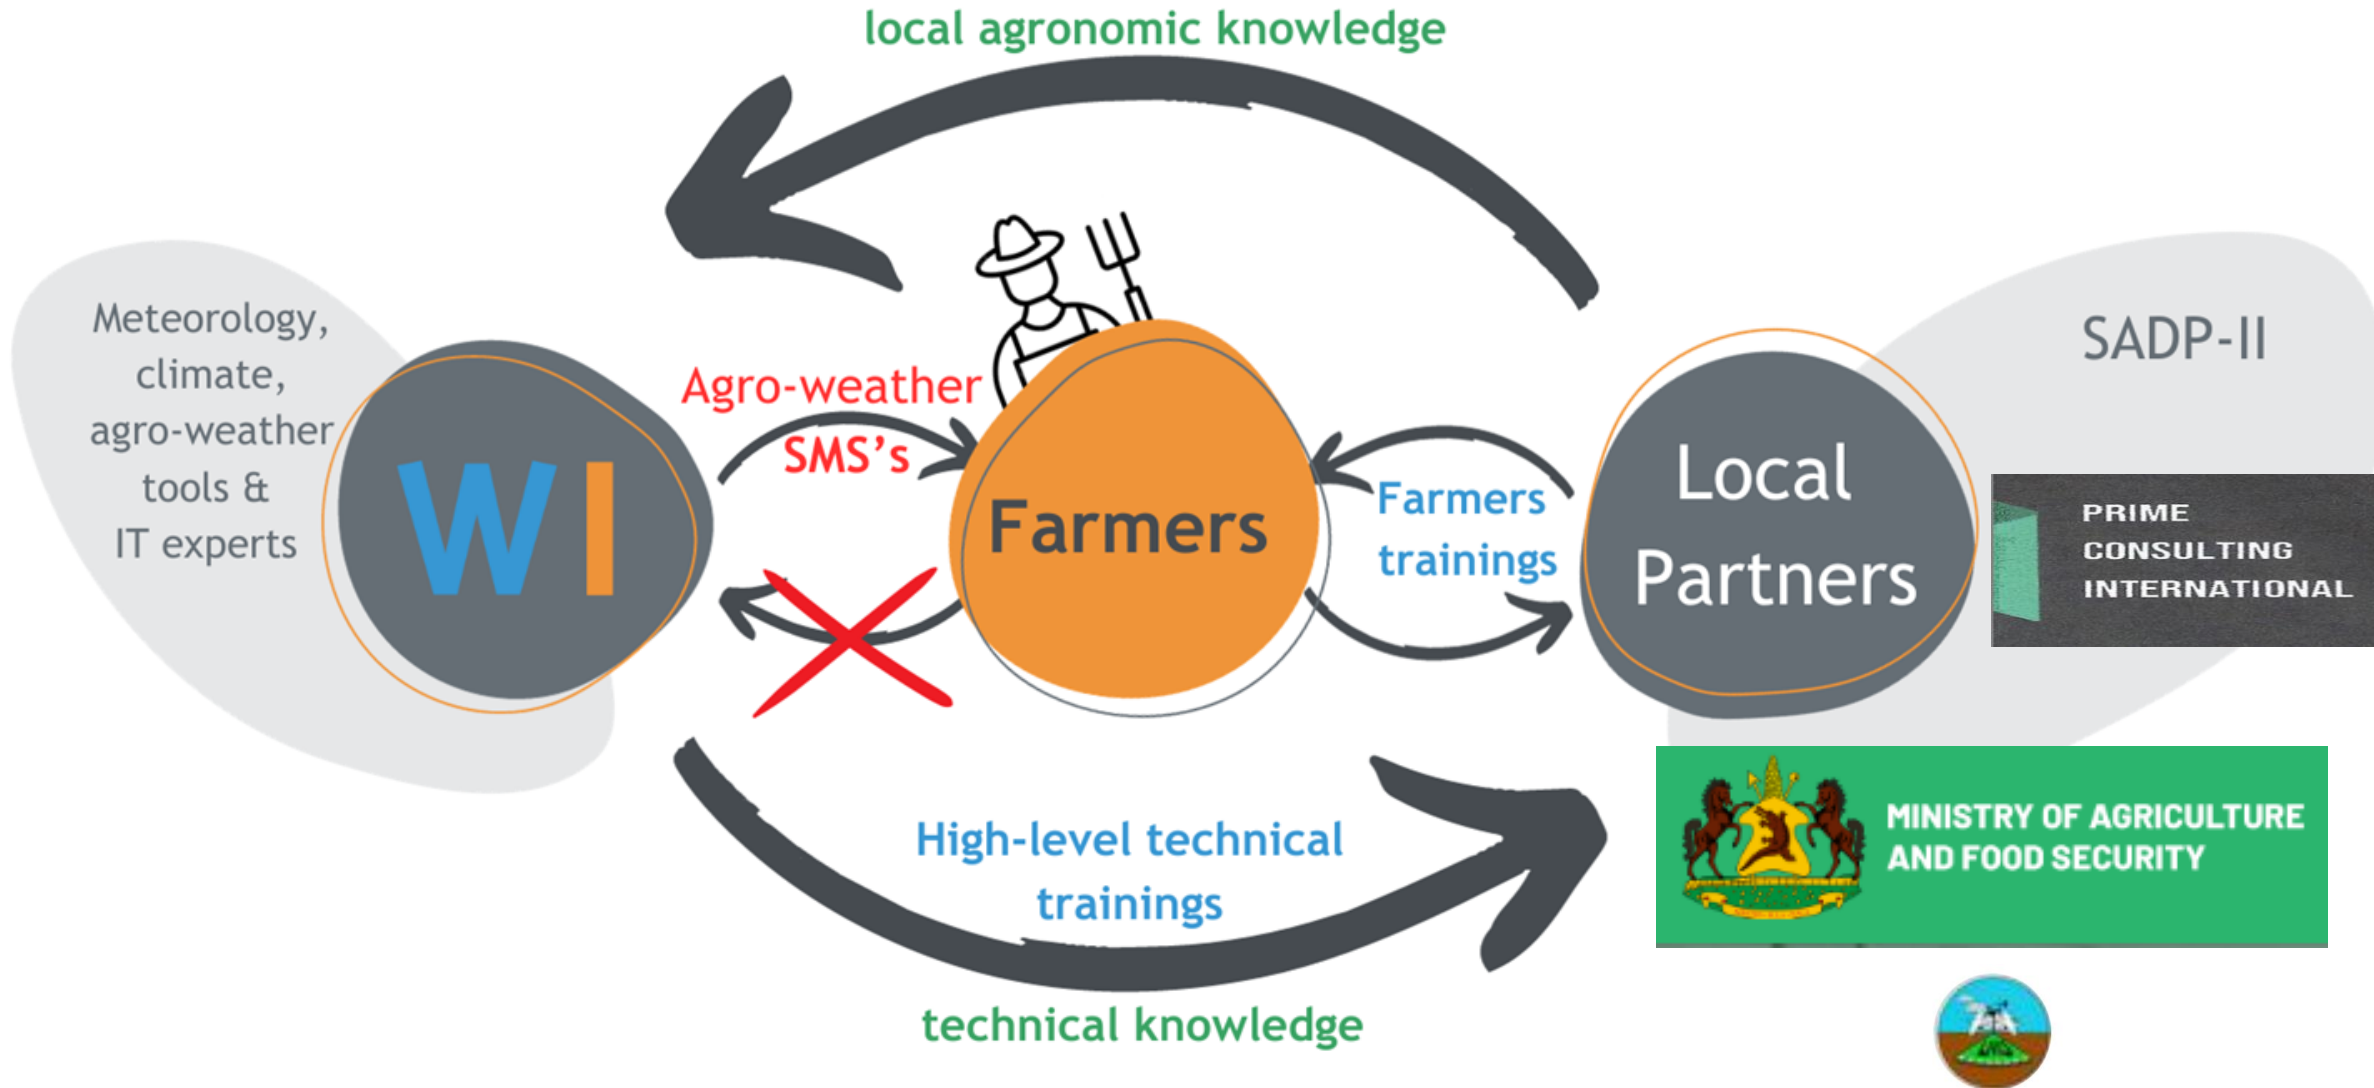 local agronomic knowledge
Meteorology,
climate,
agro-weather
tools &
IT experts
WI
Agro-weather
SMS's
Farmers
Farmers
trainings
Local
Partners
SADP-II
PRIME
CONSULTING
INTERNATIONAL
High-level technical
trainings
technical knowledge
MINISTRY OF AGRICULTURE
AND FOOD SECURITY